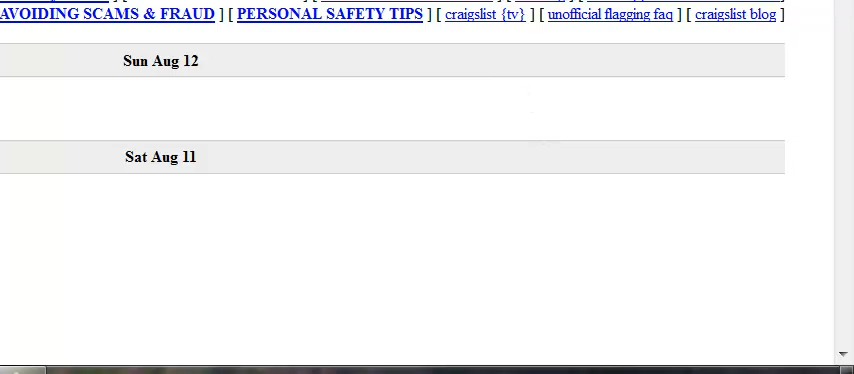 AVOIDING SCAMS & FRAUD ] [ PERSONAL SAFETY TIPS ] [ craigslist {tv} ] [ unofficial flagging faq ] [ craigslist blog ]
Sun Aug 12
Sat Aug 11